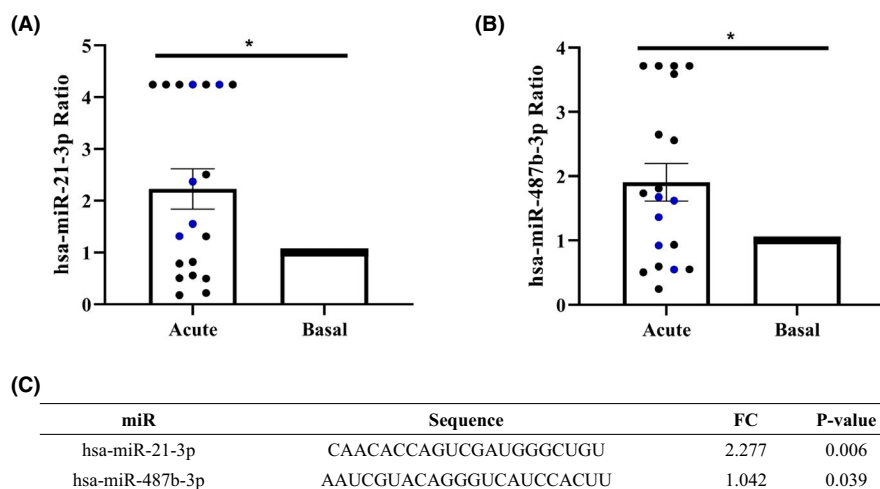 (A)
*
hsa-miR-21-3p Ratio
5
4
3
2
1
0
Acute Basal
(B)
*
hsa-miR-487b-3p Ratio
4
3
2
1
0
Acute Basal
(C)
miR Sequence FC P-value
hsa-miR-21-3p CAACACCAGUCGAUGGGCUGU 2.277 0.006
hsa-miR-487b-3p AAUCGUACAGGGUCAUCCACUU 1.042 0.039